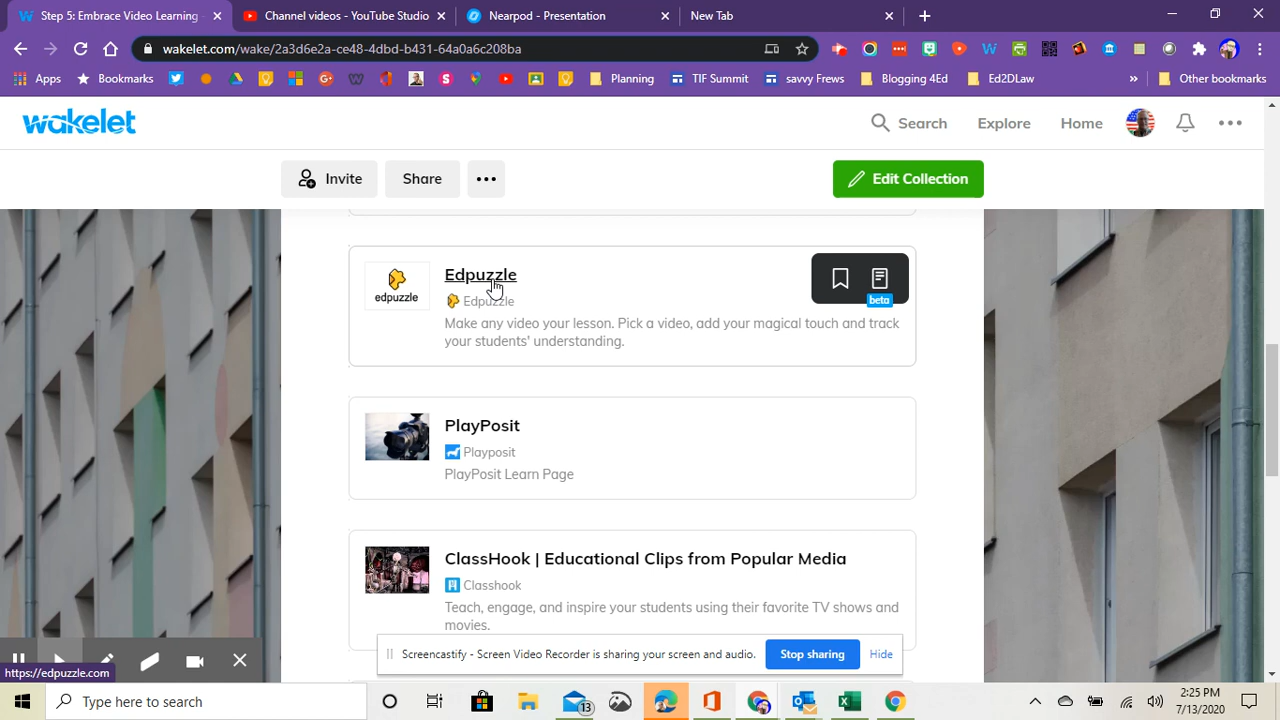 Step 5: Embracing Videos - Wakelet
Channel videos - YouTube Studio
Nearpod - Presentation
New Tab
wakelet.com/wake/2a3d6e2a-ce48-4dbd-b431-64a0a6c208ba
Apps Bookmarks Planning TIF Summit savvy Frews Blogging 4Ed Ed2DLaw » Other bookmarks
wakelet Search Explore Home
Invite Share Edit Collection
edpuzzle
Edpuzzle
Edpuzzle
beta
Make any video your lesson. Pick a video, add your magical touch and track
your students' understanding.
PlayPosit
Playposit
PlayPosit Learn Page
ClassHook | Educational Clips from Popular Media
Classhook
Teach, engage, and inspire your students using their favorite TV shows and
movies.
Screencastify - Screen Video Recorder is sharing your screen and audio. Stop sharing Hide
https://edpuzzle.com
Type here to search
13
2:25 PM
7/13/2020